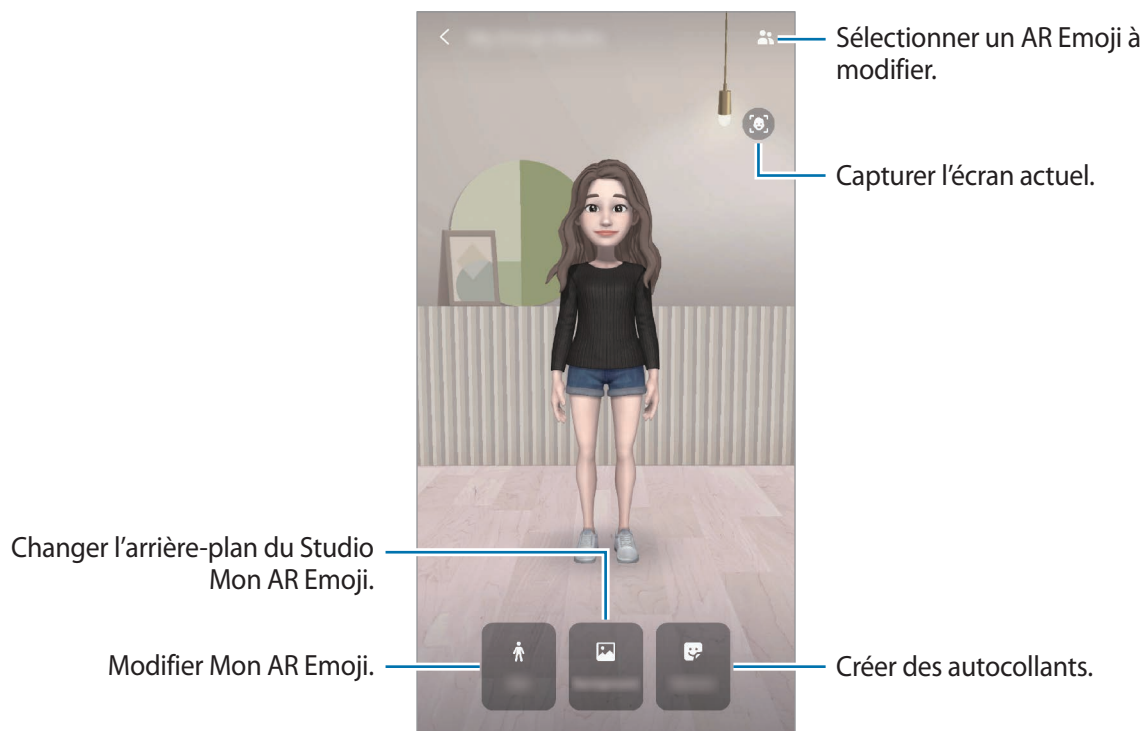 Sélectionner un AR Emoji à
modifier.
Capturer l’écran actuel.
Changer l’arrière-plan du Studio
Mon AR Emoji.
Modifier Mon AR Emoji.
Créer des autocollants.